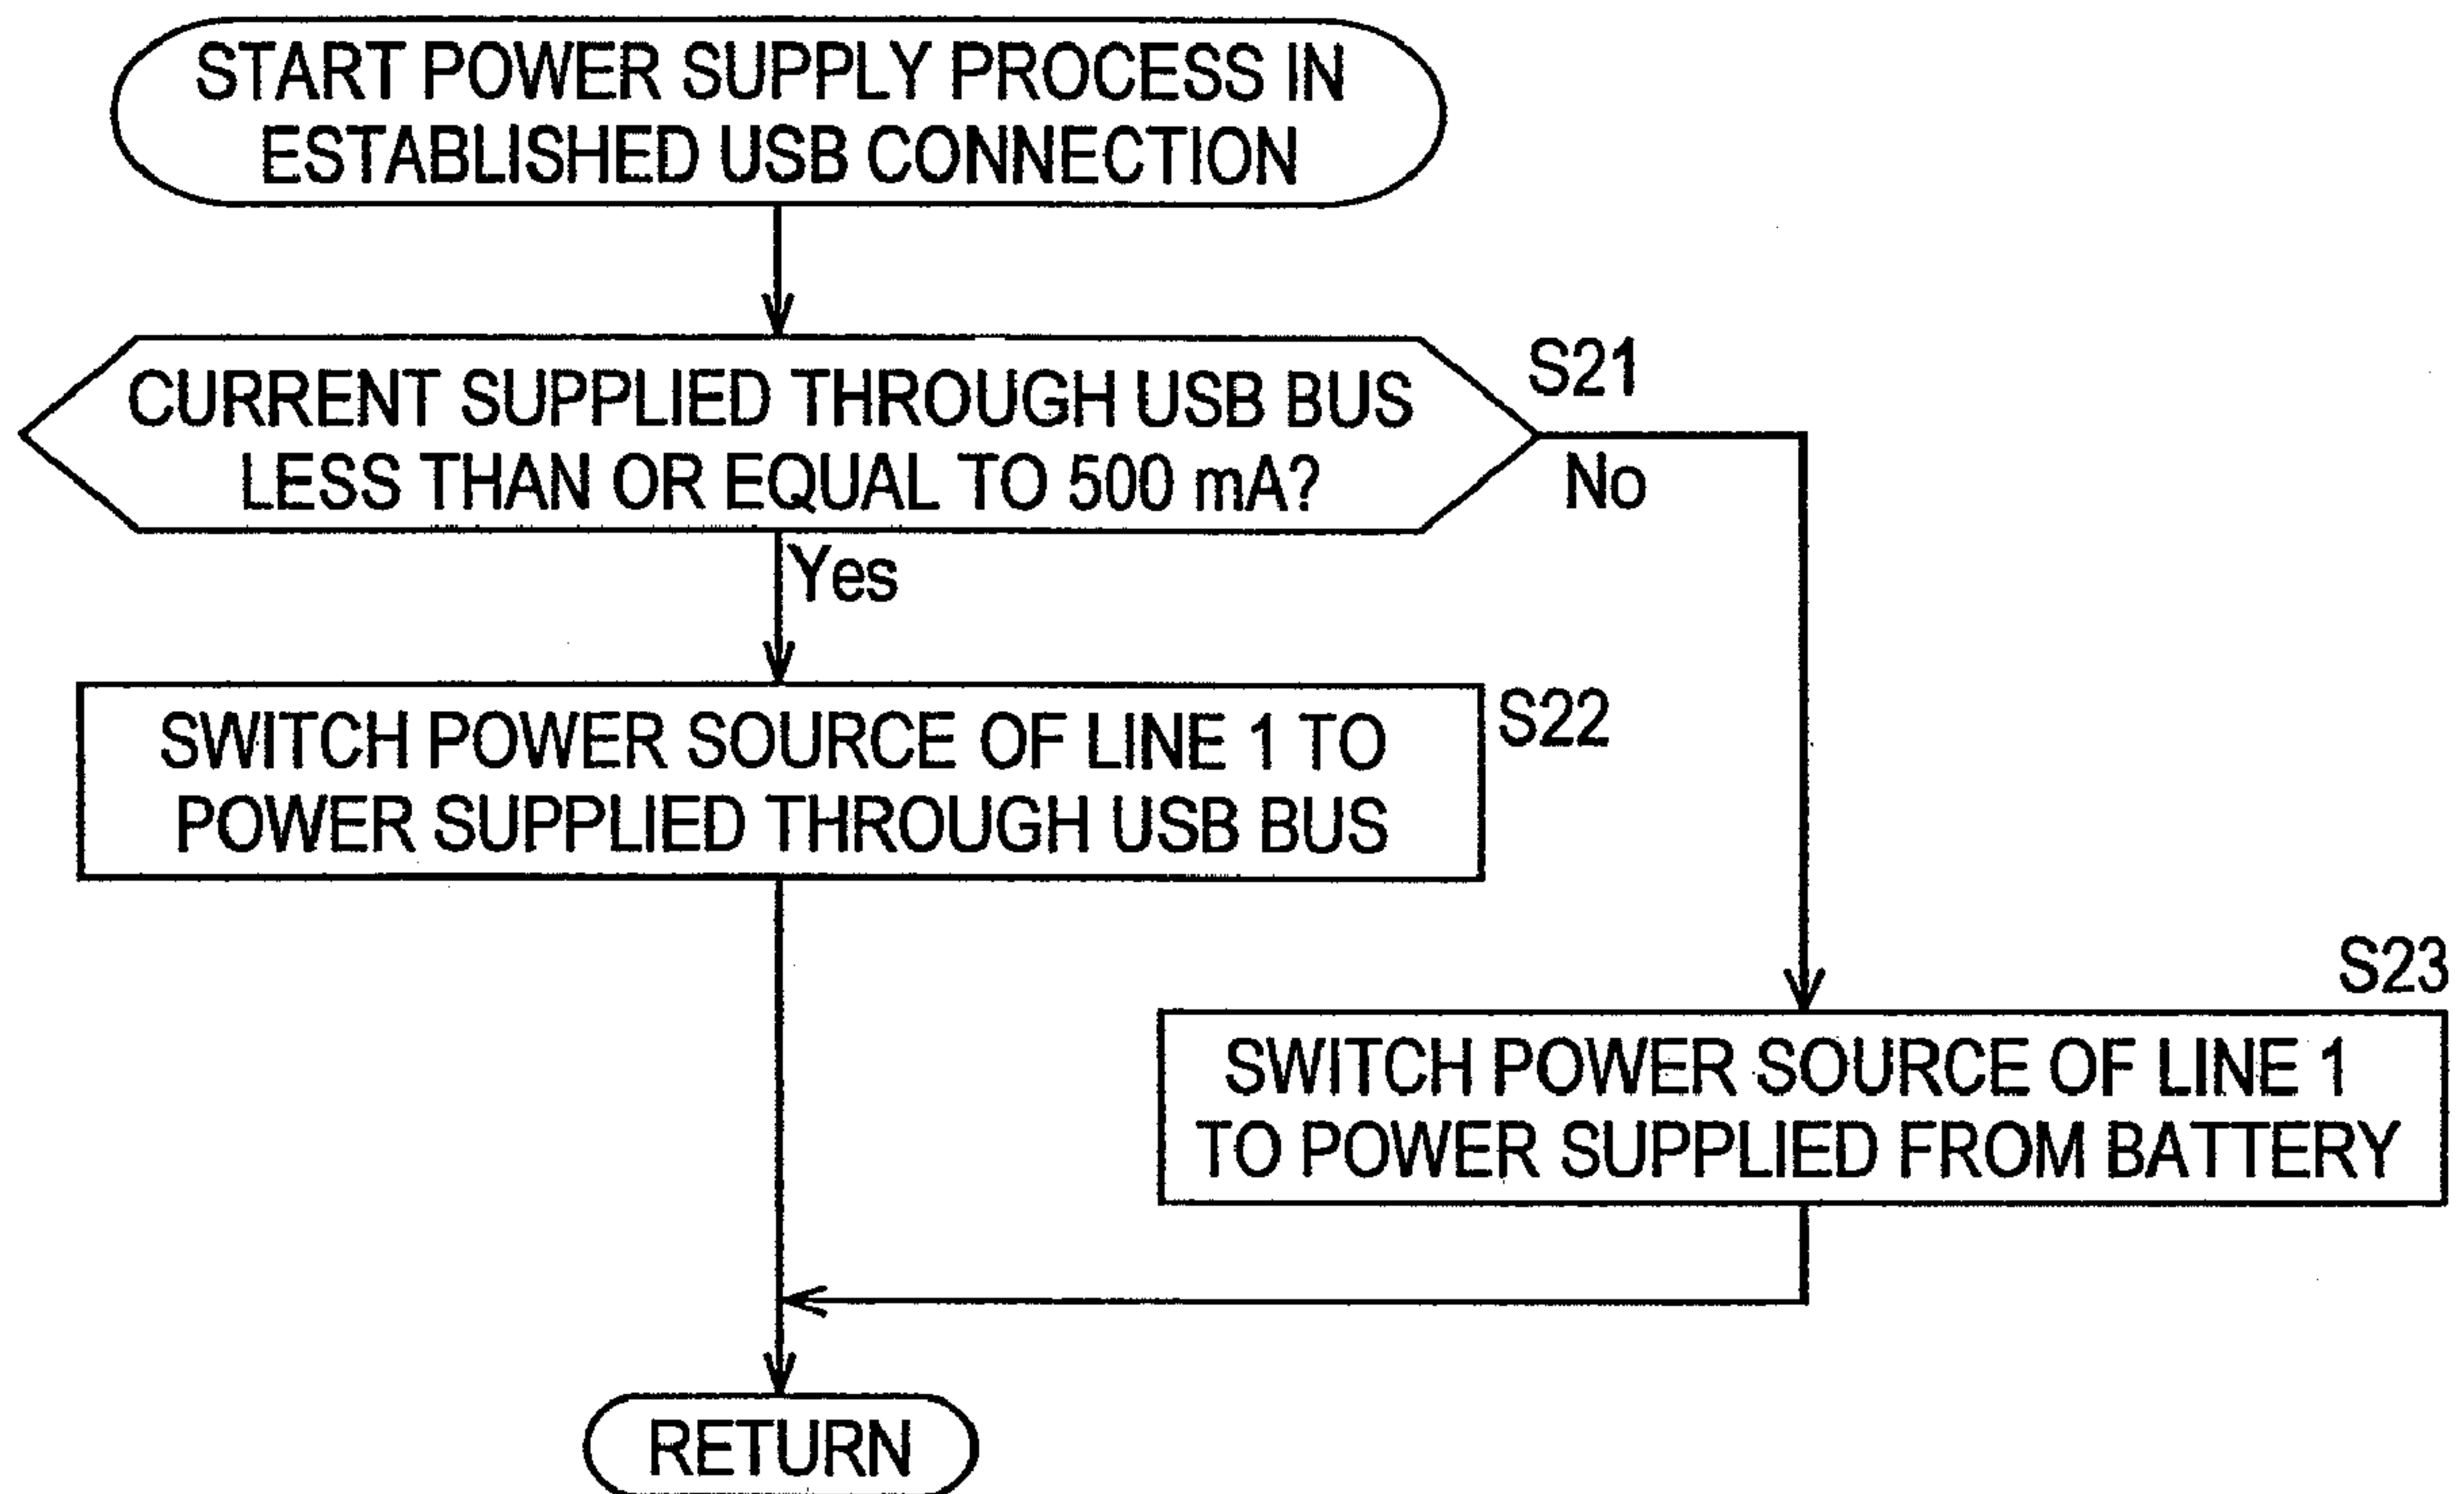 START POWER SUPPLY PROCESS IN
ESTABLISHED USB CONNECTION
CURRENT SUPPLIED THROUGH USB BUS
LESS THAN OR EQUAL TO 500 mA?
S21
No
Yes
SWITCH POWER SOURCE OF LINE 1 TO
POWER SUPPLIED THROUGH USB BUS
S22
S23
SWITCH POWER SOURCE OF LINE 1
TO POWER SUPPLIED FROM BATTERY
RETURN